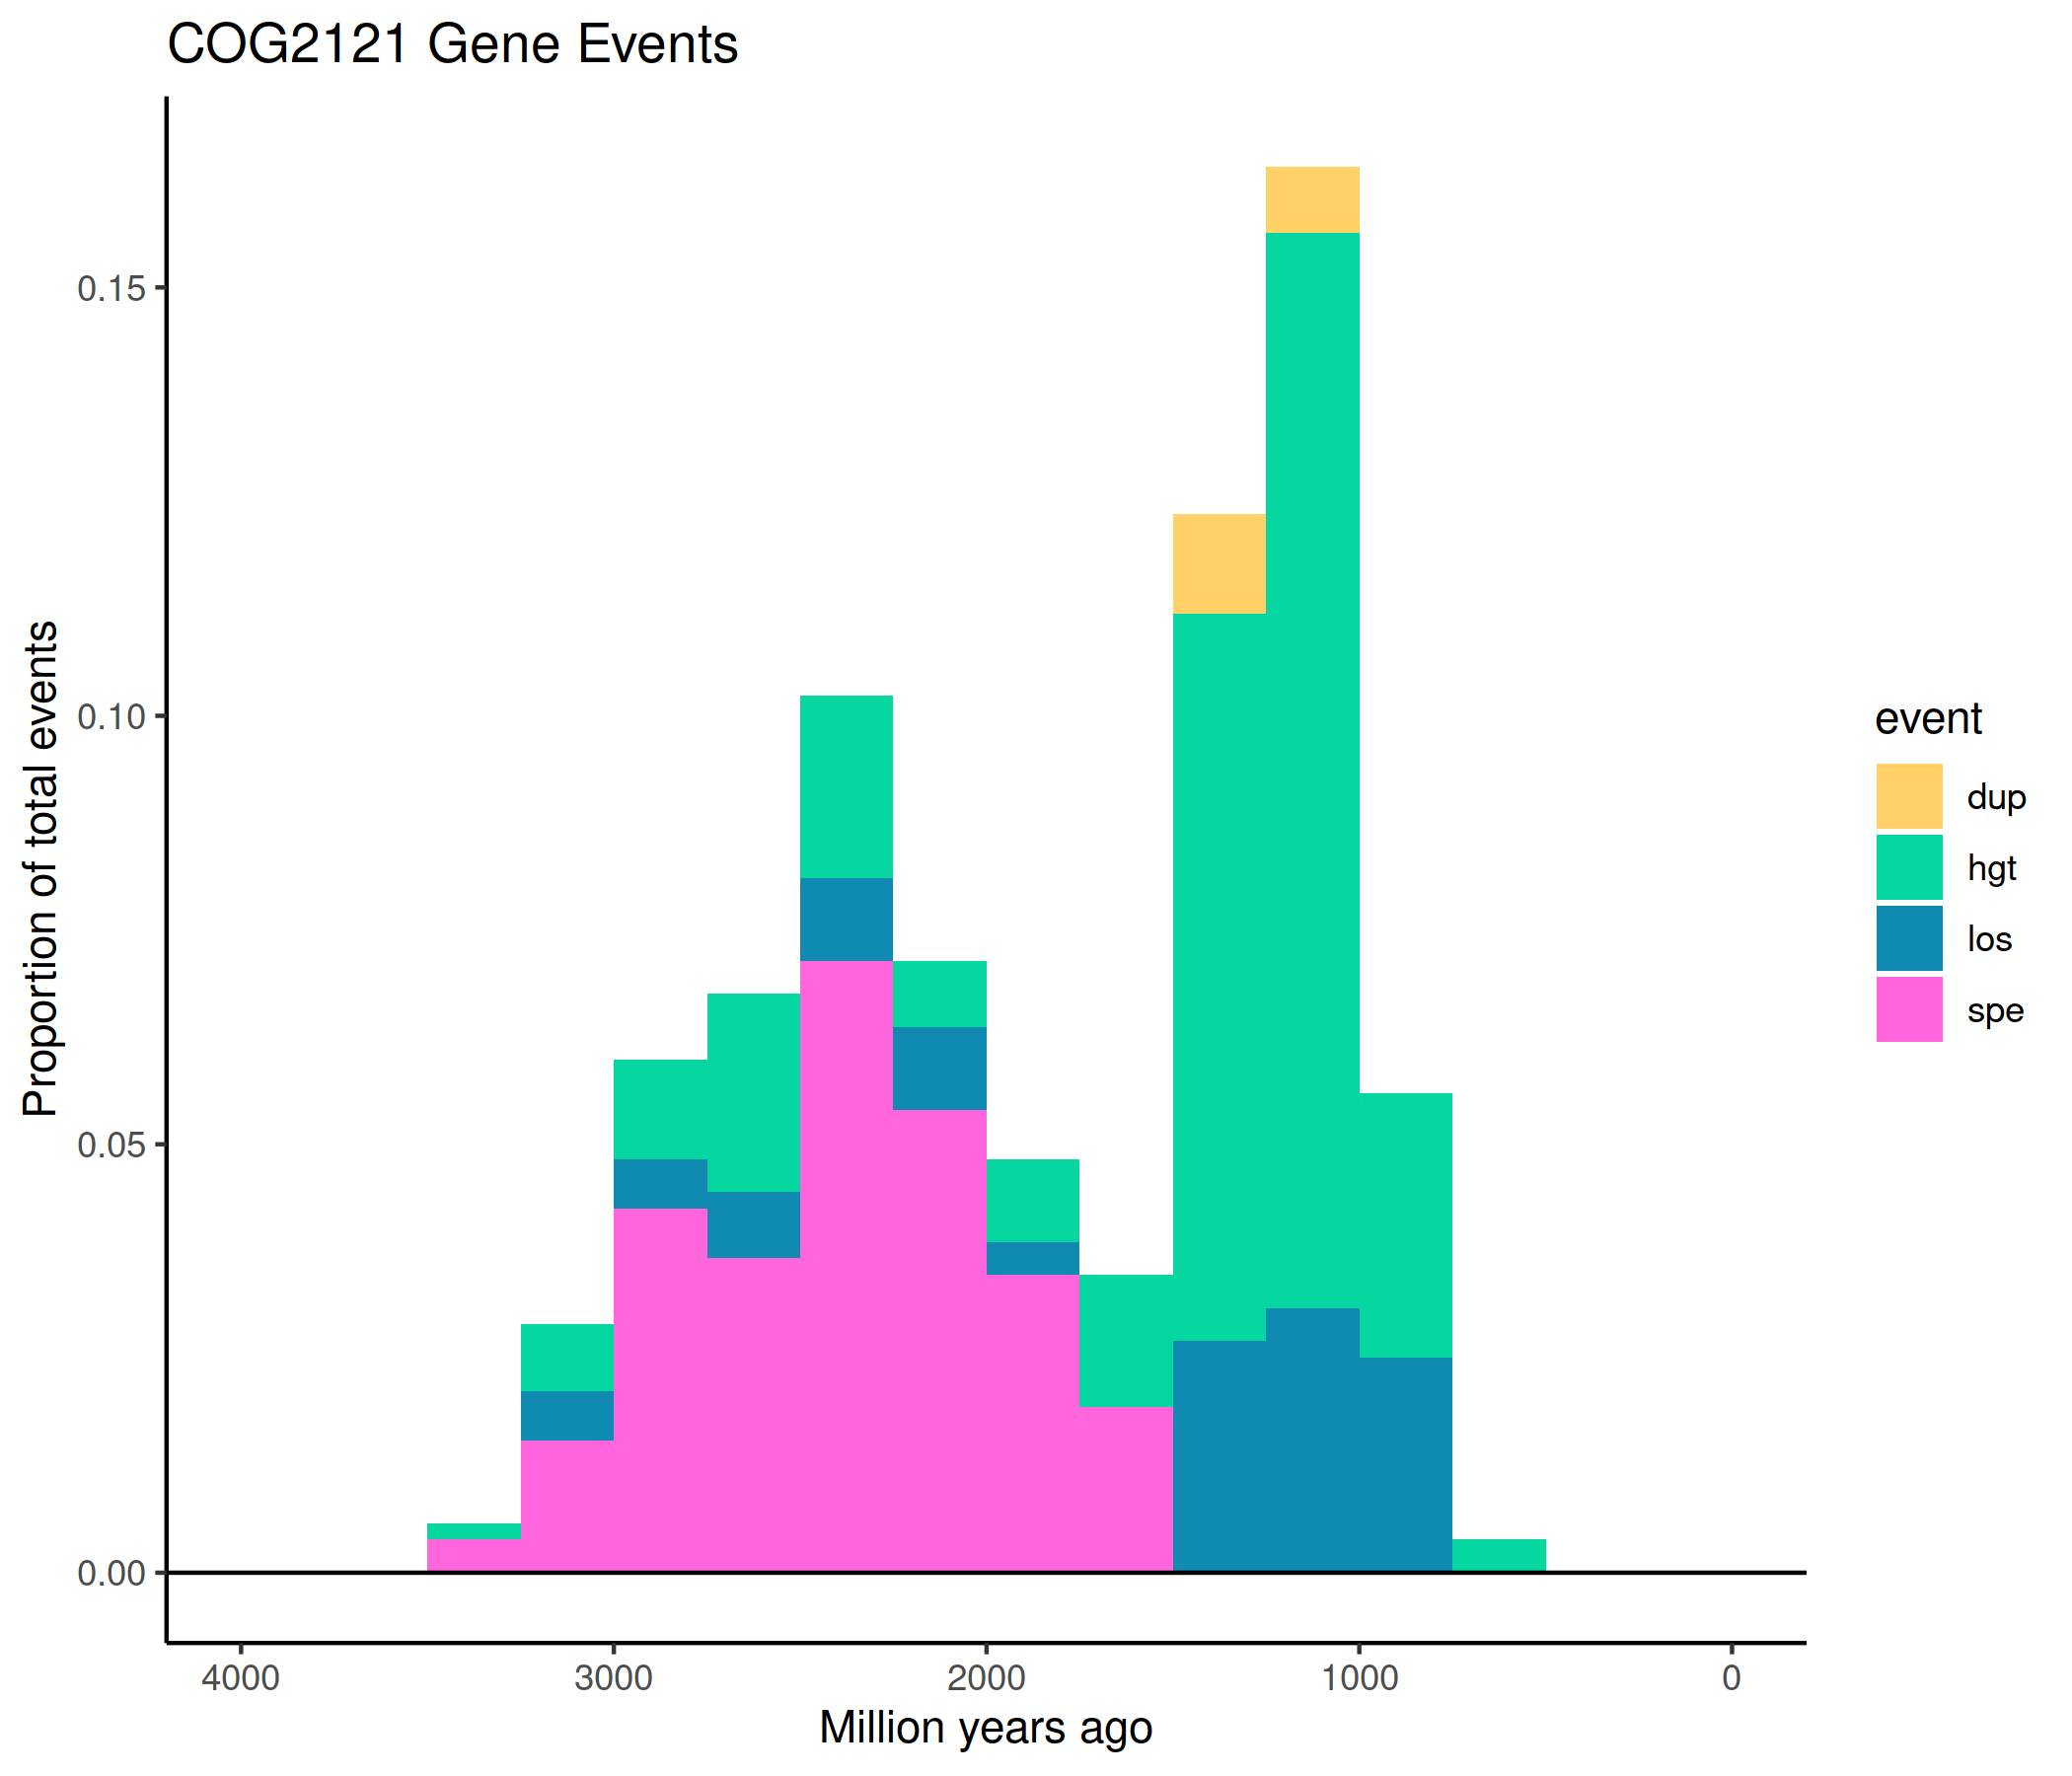 COG2121 Gene Events
Proportion of total events
0.15
0.10
0.05
0.00
4000 3000 2000 1000 0
Million years ago
event
dup
hgt
los
spe